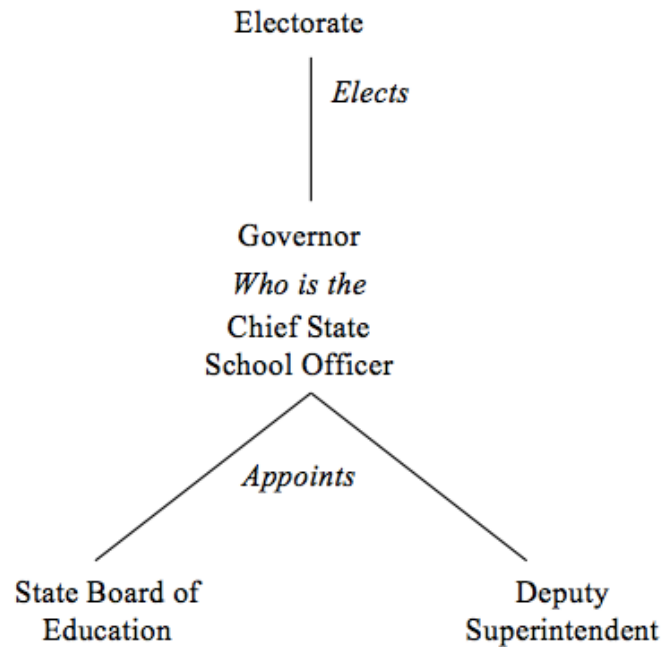 Electorate
Elects
Governor
Who is the
Chief State
School Officer
Appoints
State Board of
Education
Deputy
Superintendent